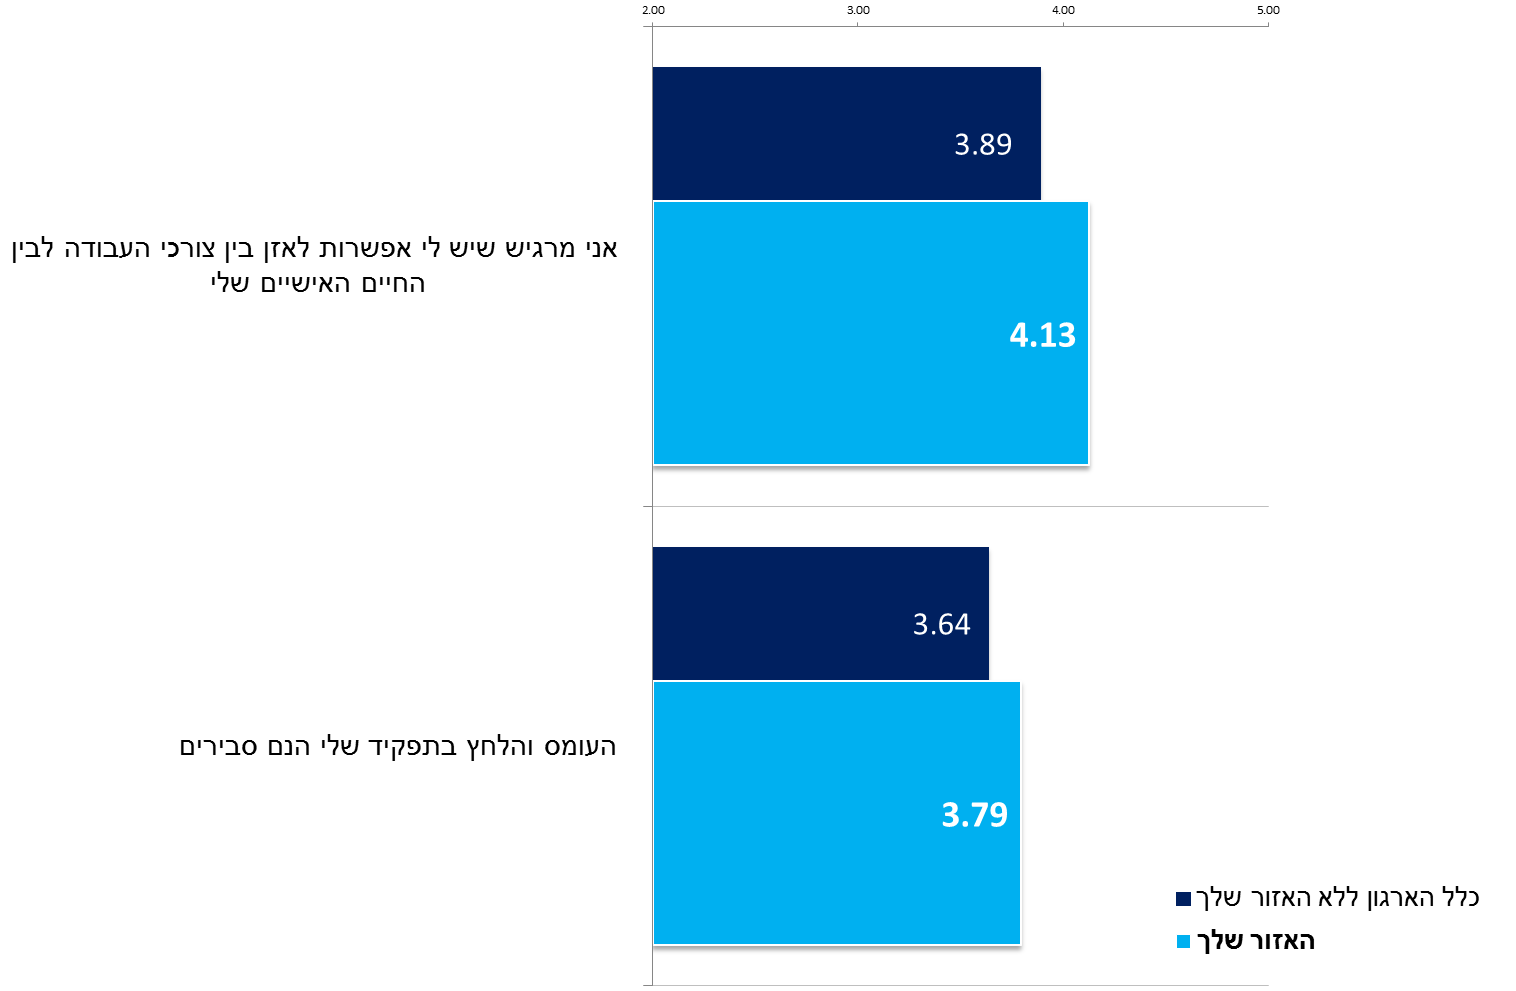 2.00 3.00 4.00 5.00
3.89
אני מרגיש שיש לי אפשרות לאזן בין צורכי העבודה לבין
החיים האישיים שלי
4.13
3.64
העומס והלחץ בתפקיד שלי הנם סבירים
3.79
כלל הארגון ללא האזור שלך
האזור שלך